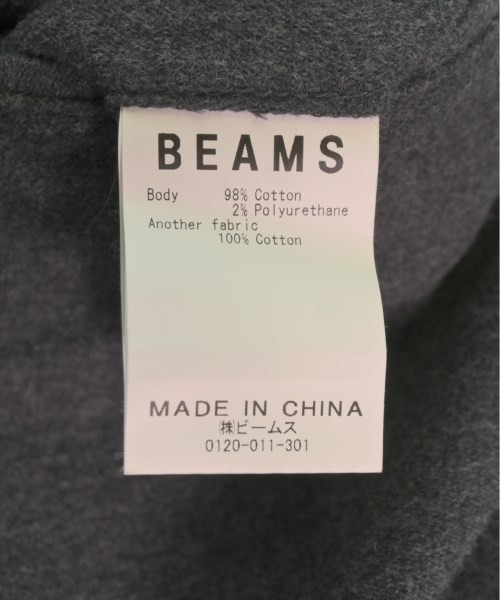 BEAMS
Body 98% Cotton
2% Polyurethane
Another fabric
100% Cotton
MADE IN CHINA
㈱ビームス
0120-011-301